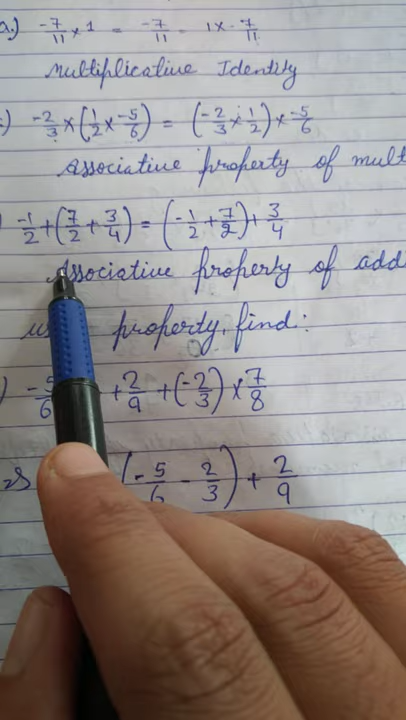 a.) -7/11 × 1 = -7/11 = 1 × -7/11
Multiplicative Identity
) -2/3 × (1/2 × -5/6) = (-2/3 × 1/2) × -5/6
Associative property of mult
-1/2 + (7/2 + 3/4) = (-1/2 + 7/2) + 3/4
Associative property of add
property, find:
+ 2/9 + (-2/3) × 7/8
(-5/6 - 2/3) + 2/9